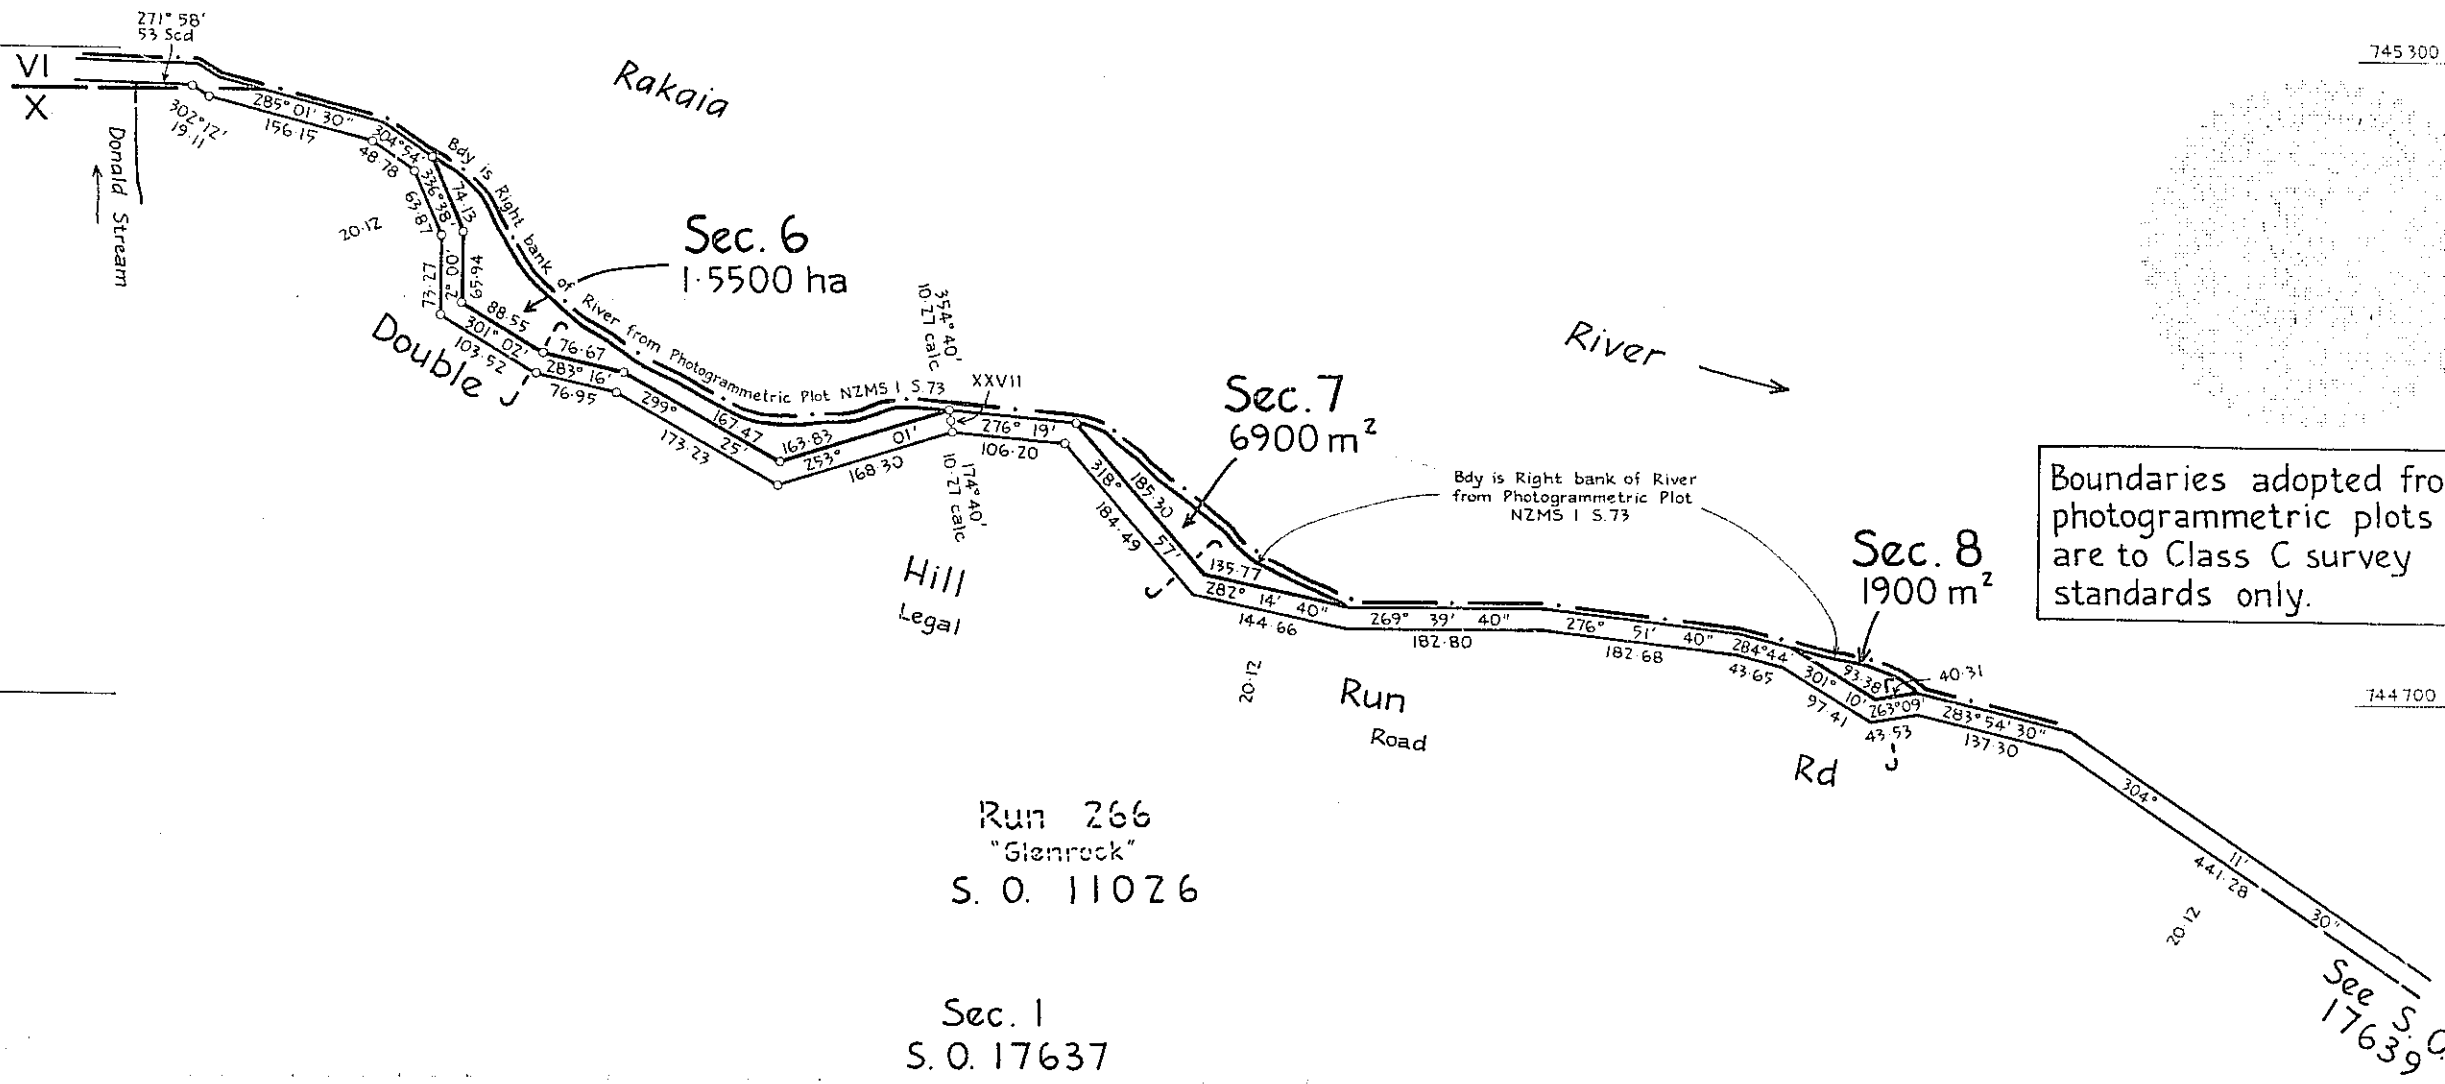 271° 58'
53 Scd
VI
X
302° 12'
19.11
285° 01' 30"
156.15
304° 54'
48.78
336° 38'
74.13
63.87
20.12
2° 00'
65.94
73.27
88.55
301° 02'
103.52
76.67
283° 16'
76.95
299° 25'
167.47
173.23
163.83
253° 01'
168.30
354° 40'
10.27 calc
XXVII
174° 40'
10.27 calc
276° 19'
106.20
318° 57'
185.30
184.49
135.77
282° 14' 40"
144.66
20.12
269° 39' 40"
182.80
276° 51' 40"
182.68
284° 44'
43.65
93.38
301° 10'
97.41
40.31
263° 09'
43.53
283° 54' 30"
137.30
304° 11' 30"
441.28
20.12
Donald Stream
Rakaia
River
Bdy is Right bank of River from Photogrammetric Plot NZMS 1 S.73
Sec. 6
1.5500 ha
Sec. 7
6900 m²
Bdy is Right bank of River
from Photogrammetric Plot
NZMS 1 S.73
Sec. 8
1900 m²
Double
Hill
Run
Rd
Legal
Road
745 300
744 700
Boundaries adopted fro
photogrammetric plots
are to Class C survey
standards only.
Run 266
"Glenrock"
S. O. 11026
Sec. 1
S. O. 17637
See S. O.
17639